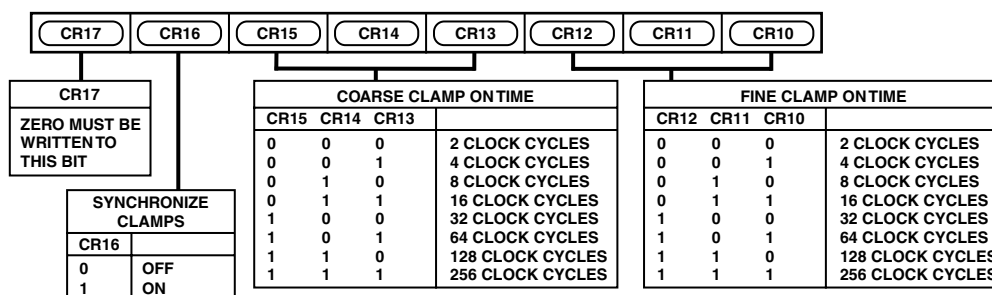 CR17 CR16 CR15 CR14 CR13 CR12 CR11 CR10
CR17
ZERO MUST BE
WRITTEN TO
THIS BIT
SYNCHRONIZE
CLAMPS
CR16
0 OFF
1 ON
COARSE CLAMP ON TIME
CR15 CR14 CR13
0 0 0 2 CLOCK CYCLES
0 0 1 4 CLOCK CYCLES
0 1 0 8 CLOCK CYCLES
0 1 1 16 CLOCK CYCLES
1 0 0 32 CLOCK CYCLES
1 0 1 64 CLOCK CYCLES
1 1 0 128 CLOCK CYCLES
1 1 1 256 CLOCK CYCLES
FINE CLAMP ON TIME
CR12 CR11 CR10
0 0 0 2 CLOCK CYCLES
0 0 1 4 CLOCK CYCLES
0 1 0 8 CLOCK CYCLES
0 1 1 16 CLOCK CYCLES
1 0 0 32 CLOCK CYCLES
1 0 1 64 CLOCK CYCLES
1 1 0 128 CLOCK CYCLES
1 1 1 256 CLOCK CYCLES